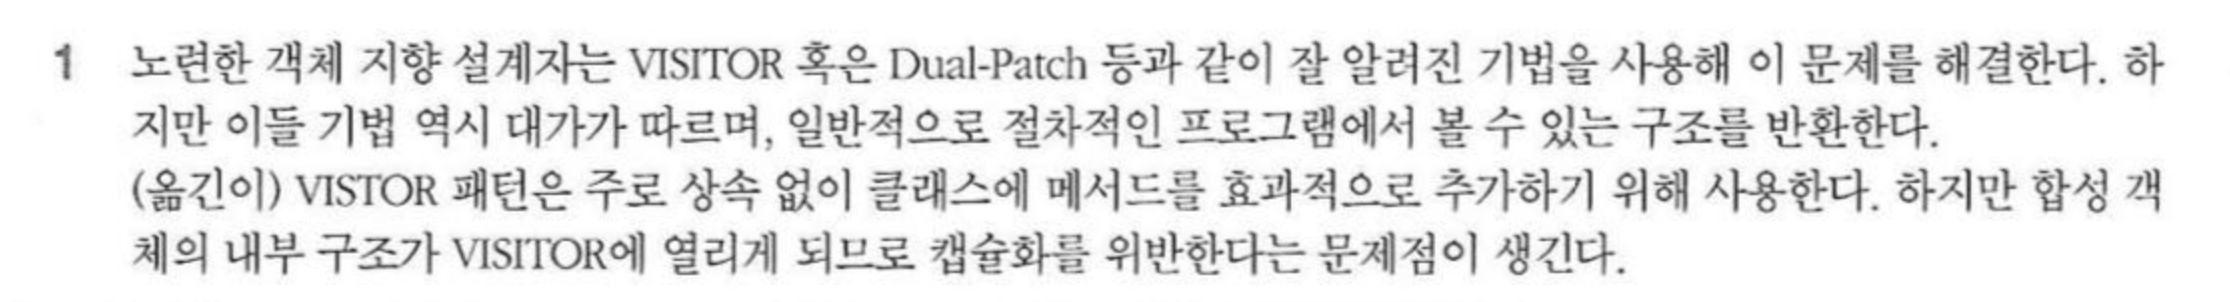 1 노련한 객체 지향 설계자는 VISITOR 혹은 Dual-Patch 등과 같이 잘 알려진 기법을 사용해 이 문제를 해결한다. 하
지만 이들 기법 역시 대가가 따르며, 일반적으로 절차적인 프로그램에서 볼 수 있는 구조를 반환한다.
(옮긴이) VISTOR 패턴은 주로 상속 없이 클래스에 메서드를 효과적으로 추가하기 위해 사용한다. 하지만 합성 객
체의 내부 구조가 VISITOR에 열리게 되므로 캡슐화를 위반한다는 문제점이 생긴다.